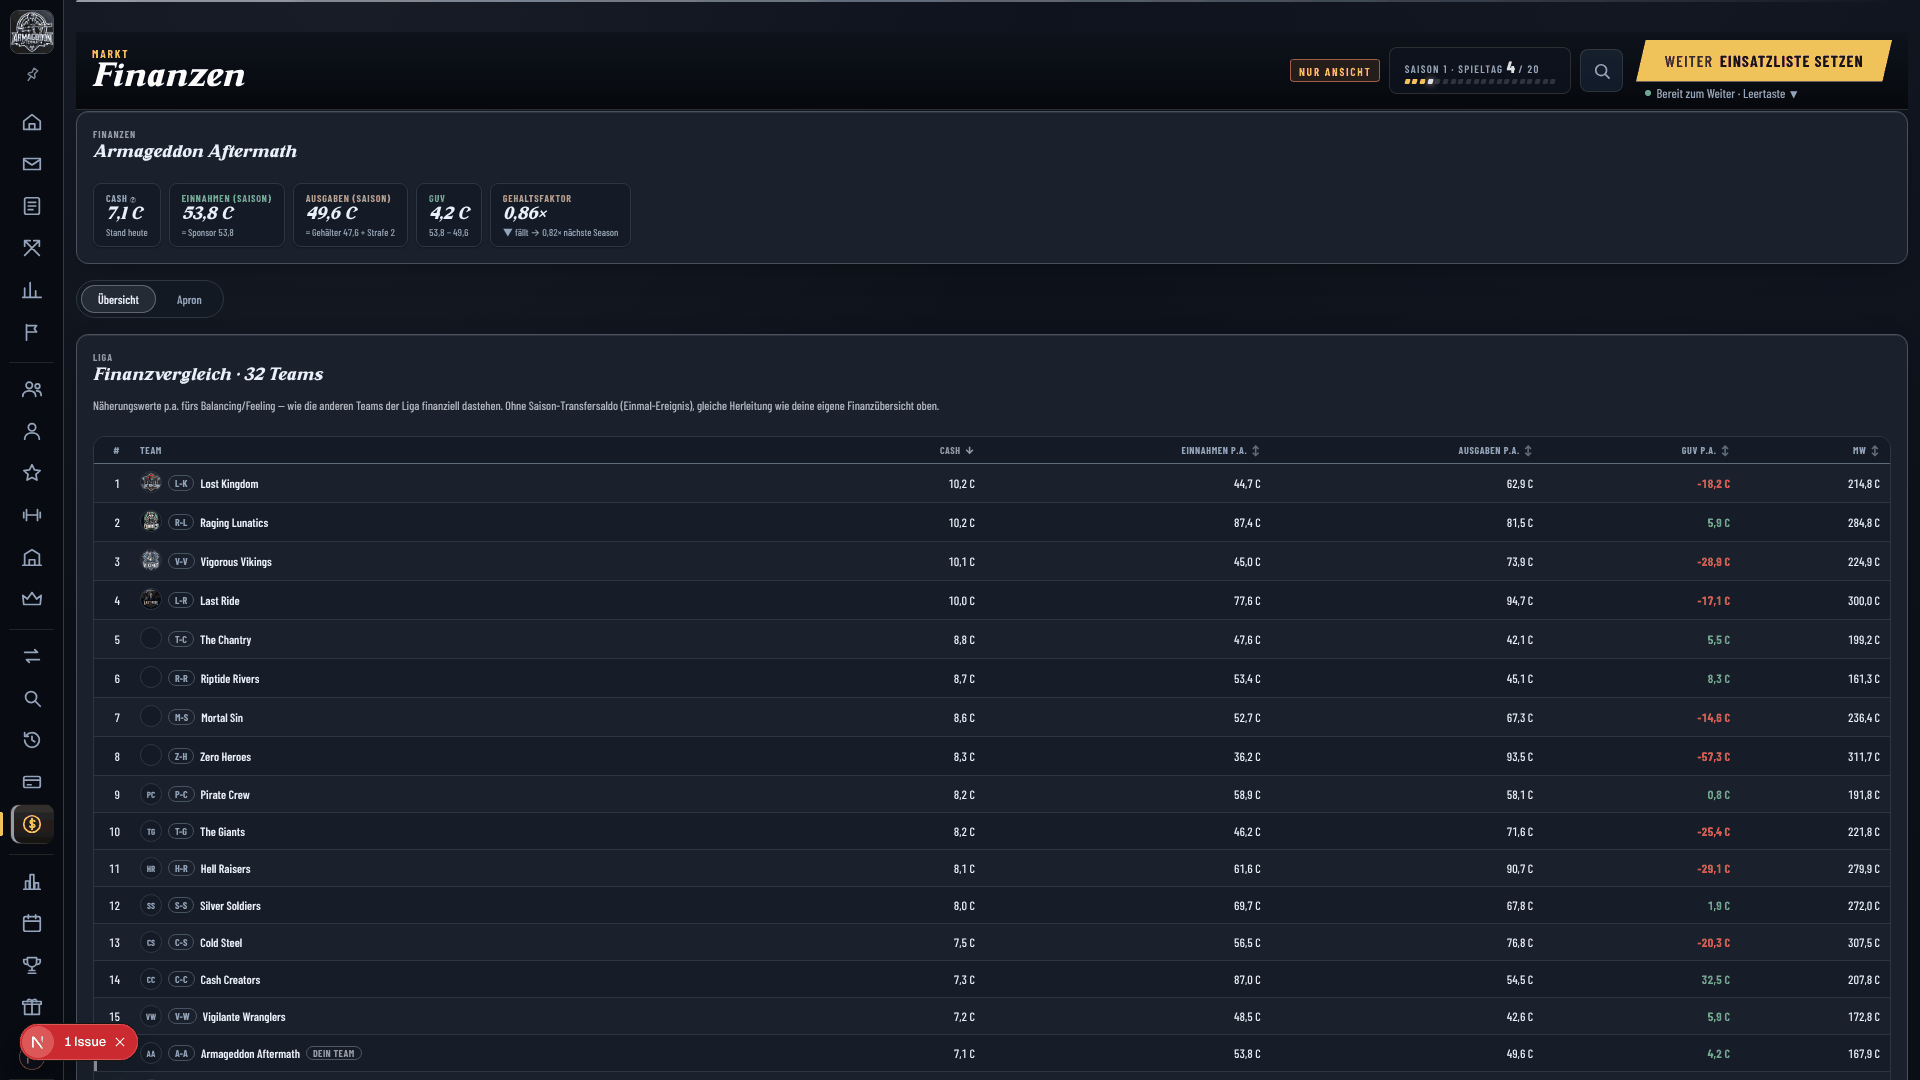 MARKT
Finanzen
NUR ANSICHT
SAISON 1 · SPIELTAG 4 / 20
WEITER EINSATZLISTE SETZEN
Bereit zum Weiter · Leertaste ▼
FINANZEN
Armageddon Aftermath
CASH
7,1 C
Stand heute
EINNAHMEN (SAISON)
53,8 C
= Sponsor 53,8
AUSGABEN (SAISON)
49,6 C
= Gehälter 47,6 + Strafe 2
GUV
4,2 C
53,8 − 49,6
GEHALTSFAKTOR
0,86×
▼ fällt → 0,82× nächste Season
Übersicht
Apron
LIGA
Finanzvergleich · 32 Teams
Näherungswerte p.a. fürs Balancing/Feeling — wie die anderen Teams der Liga finanziell dastehen. Ohne Saison-Transfersaldo (Einmal-Ereignis), gleiche Herleitung wie deine eigene Finanzübersicht oben.
# TEAM CASH ↓ EINNAHMEN P.A. ↕ AUSGABEN P.A. ↕ GUV P.A. ↕ MW ↕
1 L-K Lost Kingdom 10,2 C 44,7 C 62,9 C -18,2 C 214,8 C
2 R-L Raging Lunatics 10,2 C 87,4 C 81,5 C 5,9 C 284,8 C
3 V-V Vigorous Vikings 10,1 C 45,0 C 73,9 C -28,9 C 224,9 C
4 L-R Last Ride 10,0 C 77,6 C 94,7 C -17,1 C 300,0 C
5 T-C The Chantry 8,8 C 47,6 C 42,1 C 5,5 C 199,2 C
6 R-R Riptide Rivers 8,7 C 53,4 C 45,1 C 8,3 C 161,3 C
7 M-S Mortal Sin 8,6 C 52,7 C 67,3 C -14,6 C 236,4 C
8 Z-H Zero Heroes 8,3 C 36,2 C 93,5 C -57,3 C 311,7 C
9 PC P-C Pirate Crew 8,2 C 58,9 C 58,1 C 0,8 C 191,8 C
10 TG T-G The Giants 8,2 C 46,2 C 71,6 C -25,4 C 221,8 C
11 HR H-R Hell Raisers 8,1 C 61,6 C 90,7 C -29,1 C 279,9 C
12 SS S-S Silver Soldiers 8,0 C 69,7 C 67,8 C 1,9 C 272,0 C
13 CS C-S Cold Steel 7,5 C 56,5 C 76,8 C -20,3 C 307,5 C
14 CC C-C Cash Creators 7,3 C 87,0 C 54,5 C 32,5 C 207,8 C
15 VW V-W Vigilante Wranglers 7,2 C 48,5 C 42,6 C 5,9 C 172,8 C
AA A-A Armageddon Aftermath DEIN TEAM 7,1 C 53,8 C 49,6 C 4,2 C 167,9 C
N 1 Issue ×